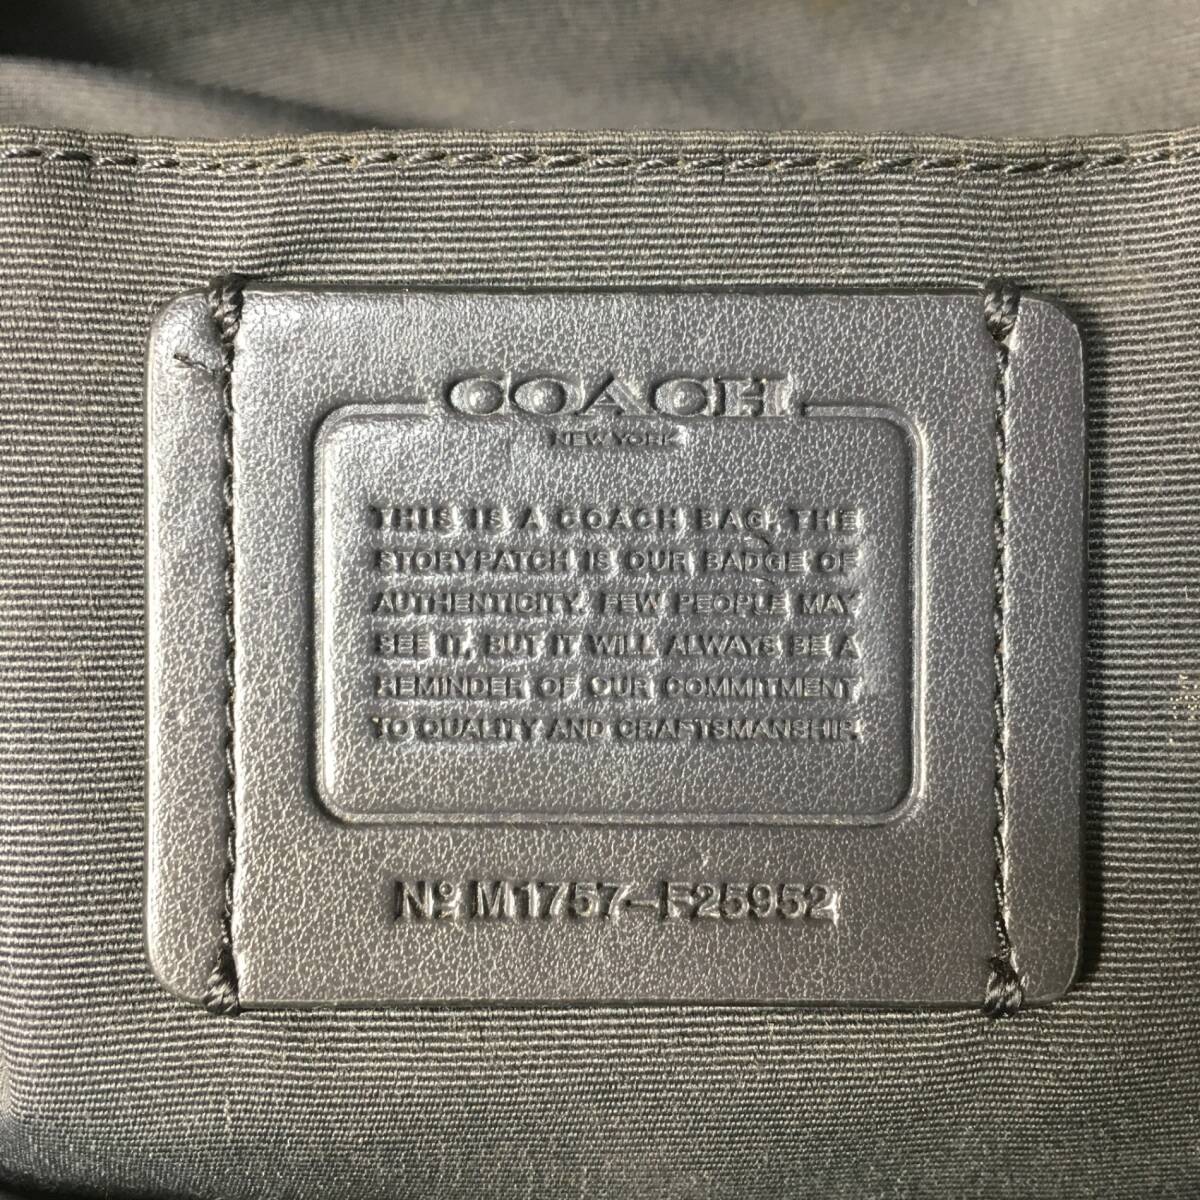 COACH
NEW YORK
THIS IS A COACH BAG, THE
STORYPATCH IS OUR BADGE OF
AUTHENTICITY. FEW PEOPLE MAY
SEE IT, BUT IT WILL ALWAYS BE A
REMINDER OF OUR COMMITMENT
TO QUALITY AND CRAFTSMANSHIP.
Nº M1757-F25952